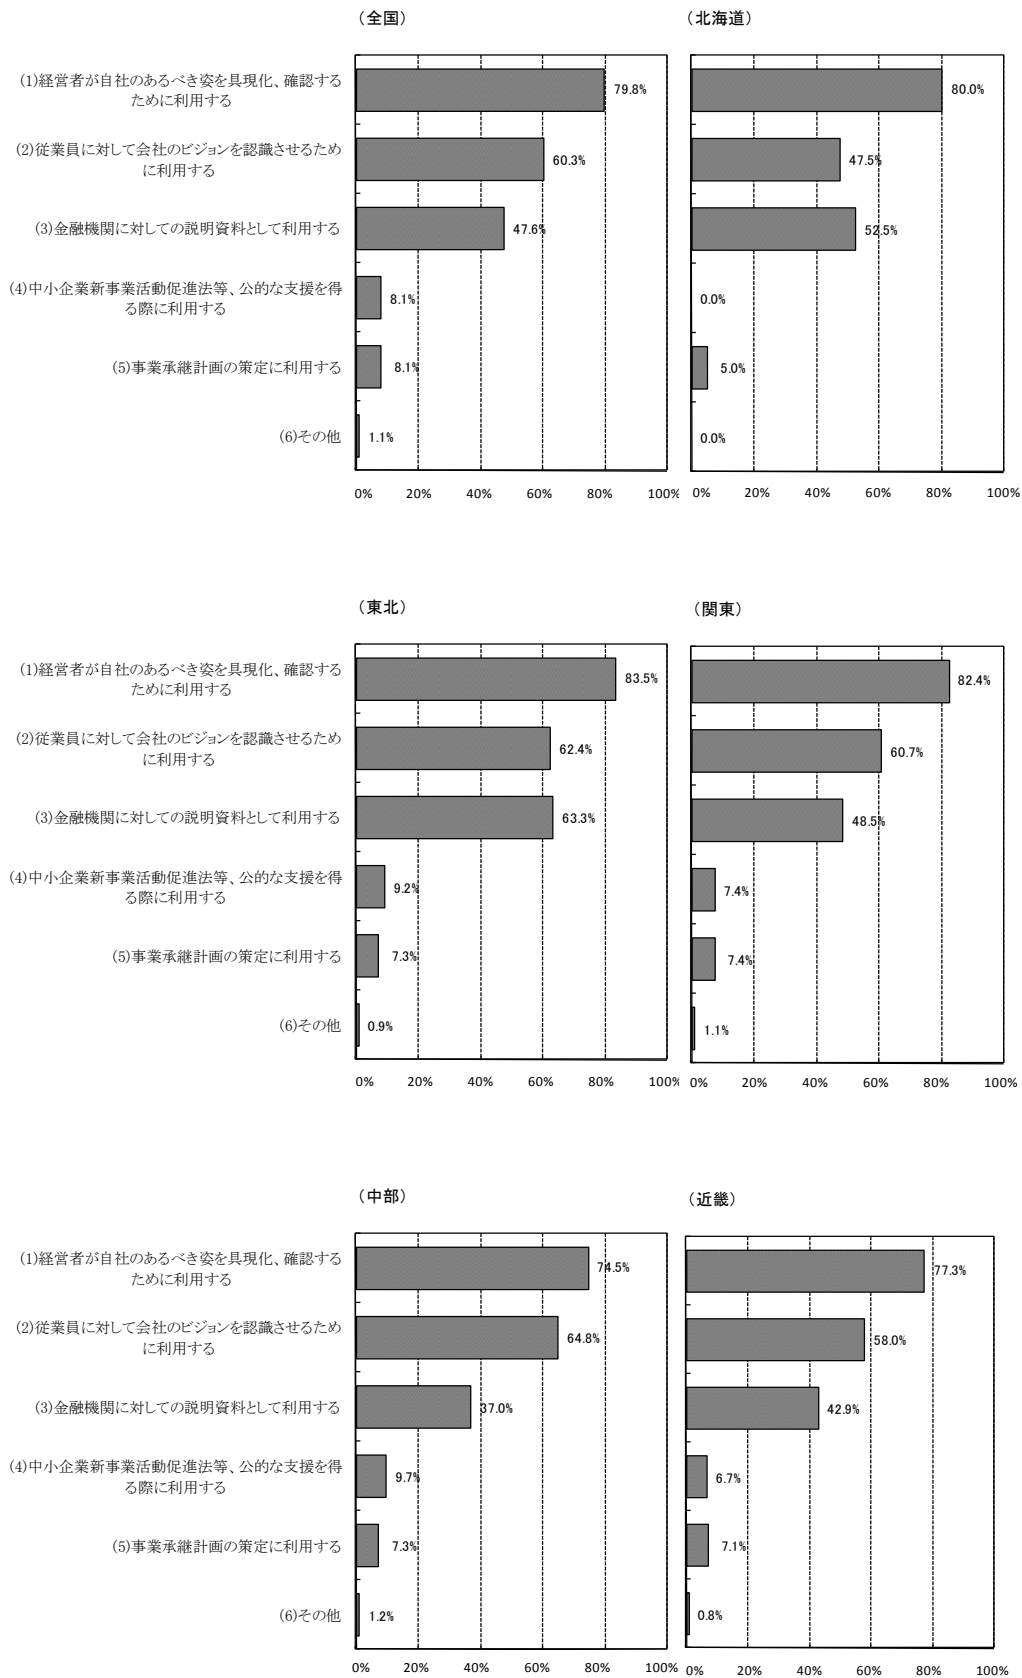 （全国）
（北海道）
(1)経営者が自社のあるべき姿を具現化、確認する
ために利用する
79.8%
80.0%
(2)従業員に対して会社のビジョンを認識させるため
に利用する
60.3%
47.5%
(3)金融機関に対しての説明資料として利用する
47.6%
52.5%
(4)中小企業新事業活動促進法等、公的な支援を得
る際に利用する
8.1%
0.0%
(5)事業承継計画の策定に利用する
8.1%
5.0%
(6)その他
1.1%
0.0%
0% 20% 40% 60% 80% 100%
0% 20% 40% 60% 80% 100%
（東北）
（関東）
(1)経営者が自社のあるべき姿を具現化、確認する
ために利用する
83.5%
82.4%
(2)従業員に対して会社のビジョンを認識させるため
に利用する
62.4%
60.7%
(3)金融機関に対しての説明資料として利用する
63.3%
48.5%
(4)中小企業新事業活動促進法等、公的な支援を得
る際に利用する
9.2%
7.4%
(5)事業承継計画の策定に利用する
7.3%
7.4%
(6)その他
0.9%
1.1%
0% 20% 40% 60% 80% 100%
0% 20% 40% 60% 80% 100%
（中部）
（近畿）
(1)経営者が自社のあるべき姿を具現化、確認する
ために利用する
74.5%
77.3%
(2)従業員に対して会社のビジョンを認識させるため
に利用する
64.8%
58.0%
(3)金融機関に対しての説明資料として利用する
37.0%
42.9%
(4)中小企業新事業活動促進法等、公的な支援を得
る際に利用する
9.7%
6.7%
(5)事業承継計画の策定に利用する
7.3%
7.1%
(6)その他
1.2%
0.8%
0% 20% 40% 60% 80% 100%
0% 20% 40% 60% 80% 100%